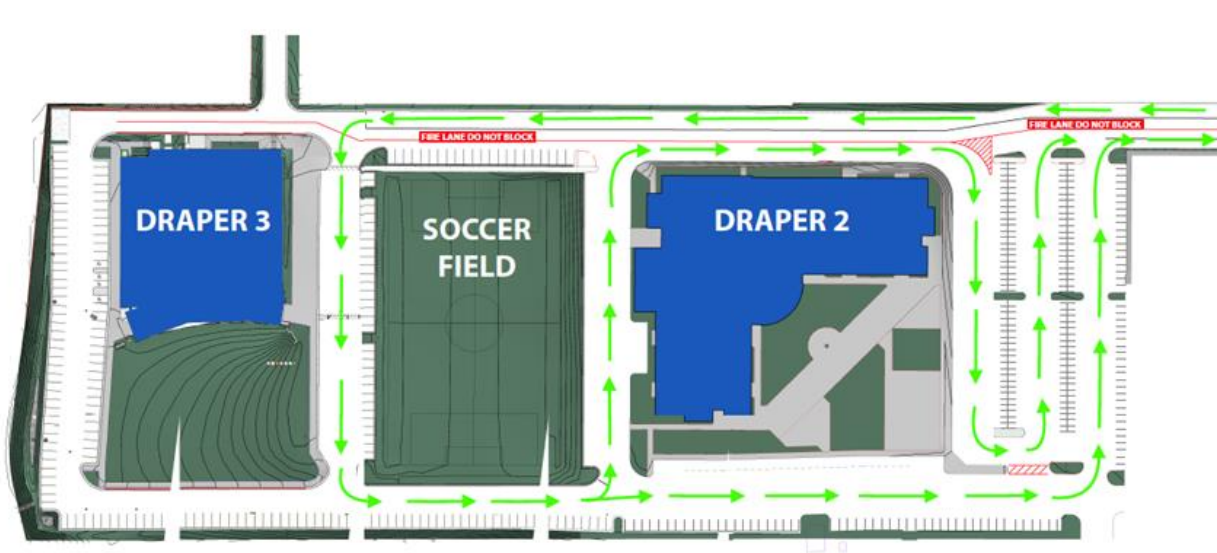 FIRE LANE DO NOT BLOCK
FIRE LANE DO NOT BLOCK
DRAPER 3
SOCCER
FIELD
DRAPER 2